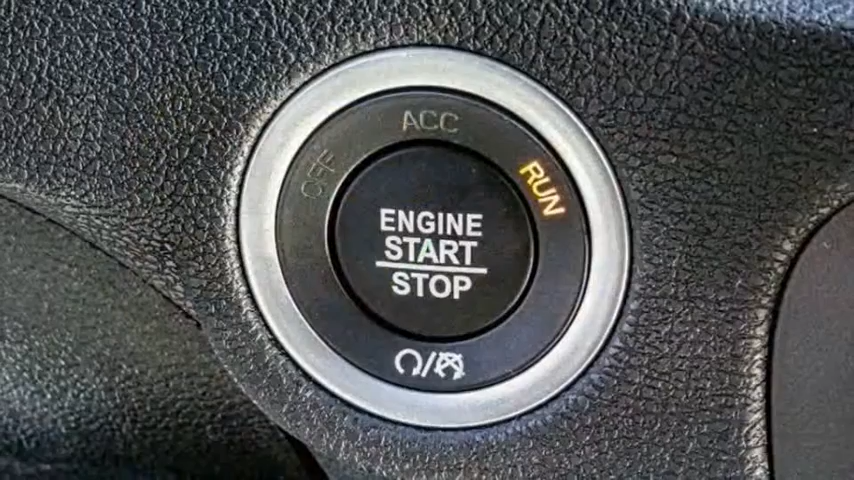 ACC
OFF
RUN
ENGINE
START
STOP